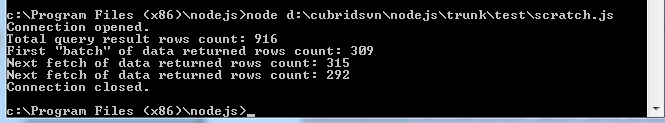 c:\Program Files (x86)\nodejs>node d:\cubridsvn\nodejs\trunk\test\scratch.js
Connection opened.
Total query result rows count: 916
First "batch" of data returned rows count: 309
Next fetch of data returned rows count: 315
Next fetch of data returned rows count: 292
Connection closed.
c:\Program Files (x86)\nodejs>_